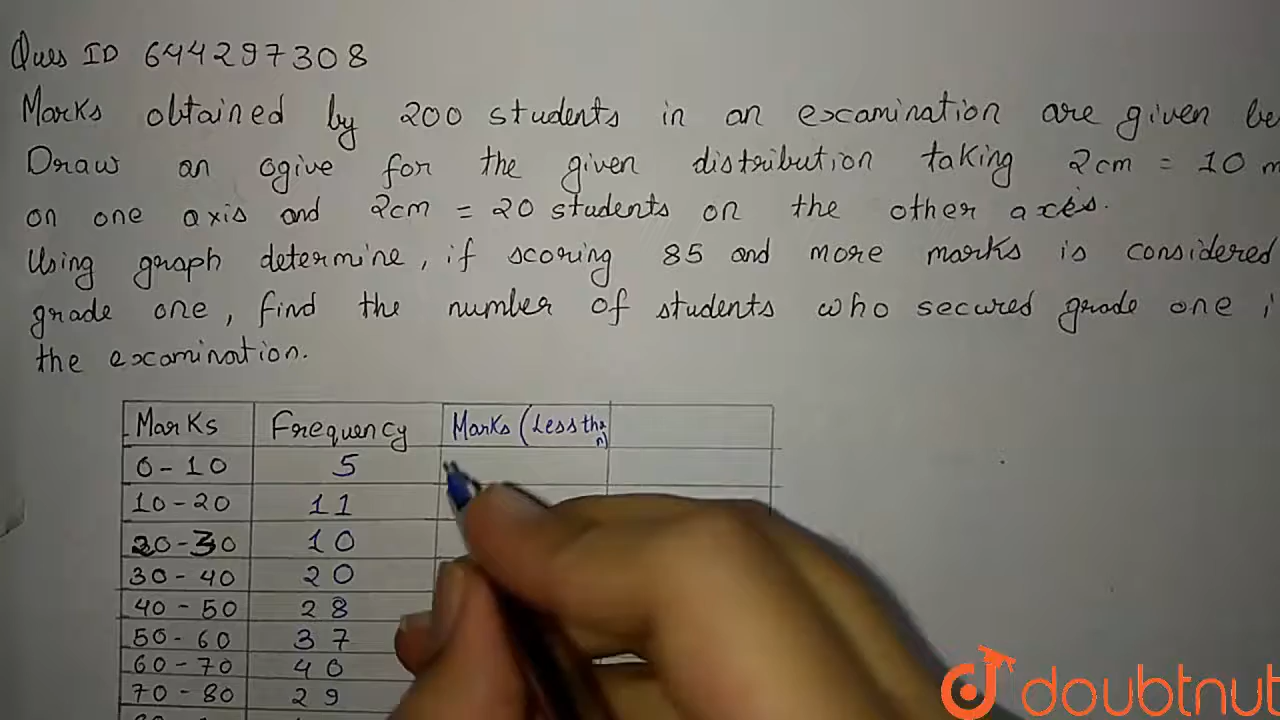 Ques ID 644297308
Marks obtained by 200 students in an examination are given be
Draw an ogive for the given distribution taking 2cm = 10 m
on one axis and 2cm = 20 students on the other axis.
Using graph determine, if scoring 85 and more marks is considered
grade one, find the number of students who secured grade one i
the examination.
Marks Frequency Marks (Less than)
0-10 5
10-20 11
20-30 10
30-40 20
40-50 28
50-60 37
60-70 40
70-80 29
doubtnut